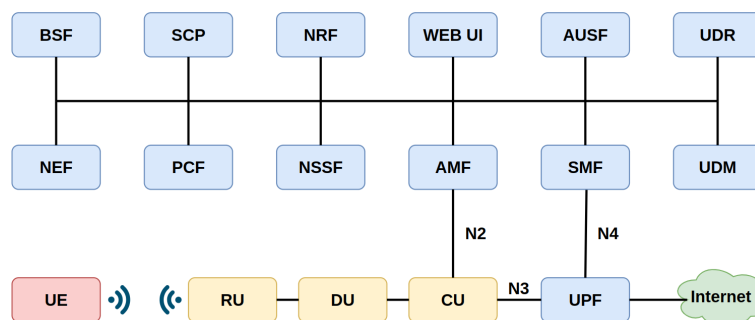 BSF
SCP
NRF
WEB UI
AUSF
UDR
NEF
PCF
NSSF
AMF
SMF
UDM
N2
N4
UE
RU
DU
CU
N3
UPF
Internet